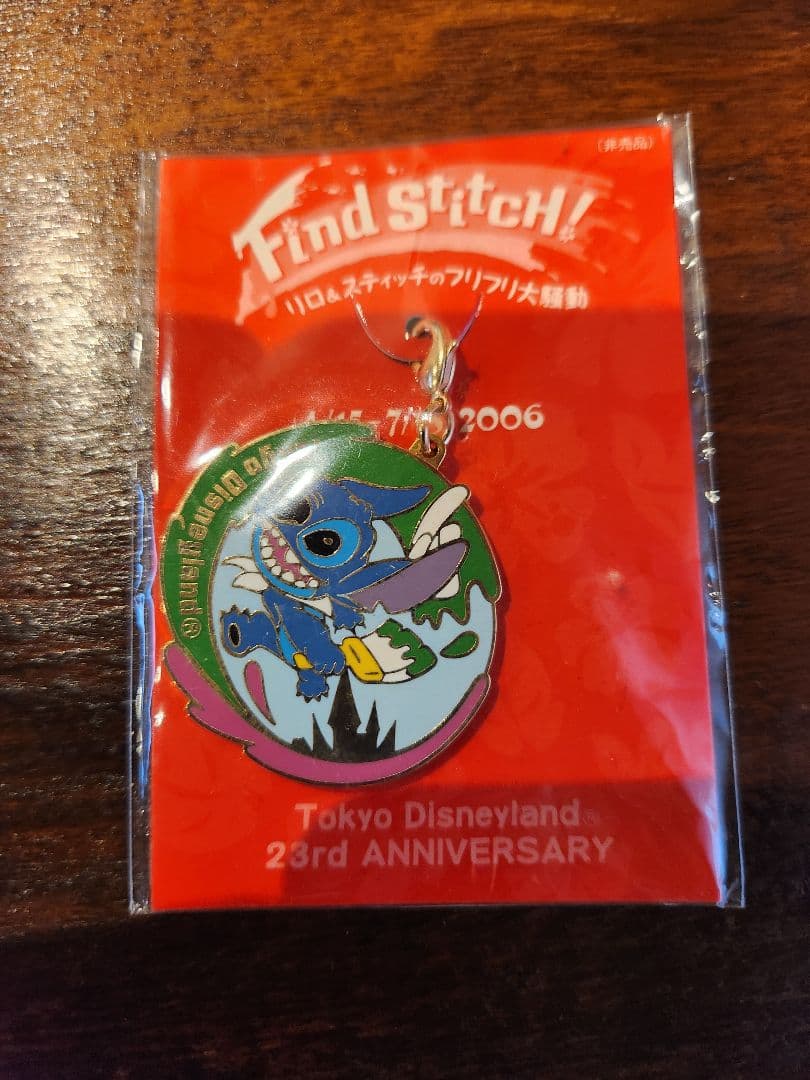 (非売品)
Find Stitch!
リロ&スティッチのフリフリ大騒動
2006
Disneyland®
Tokyo Disneyland®
23rd ANNIVERSARY